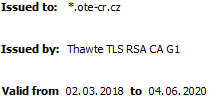 Issued to: *.ote-cr.cz
Issued by: Thawte TLS RSA CA G1
Valid from 02.03.2018 to 04.06.2020